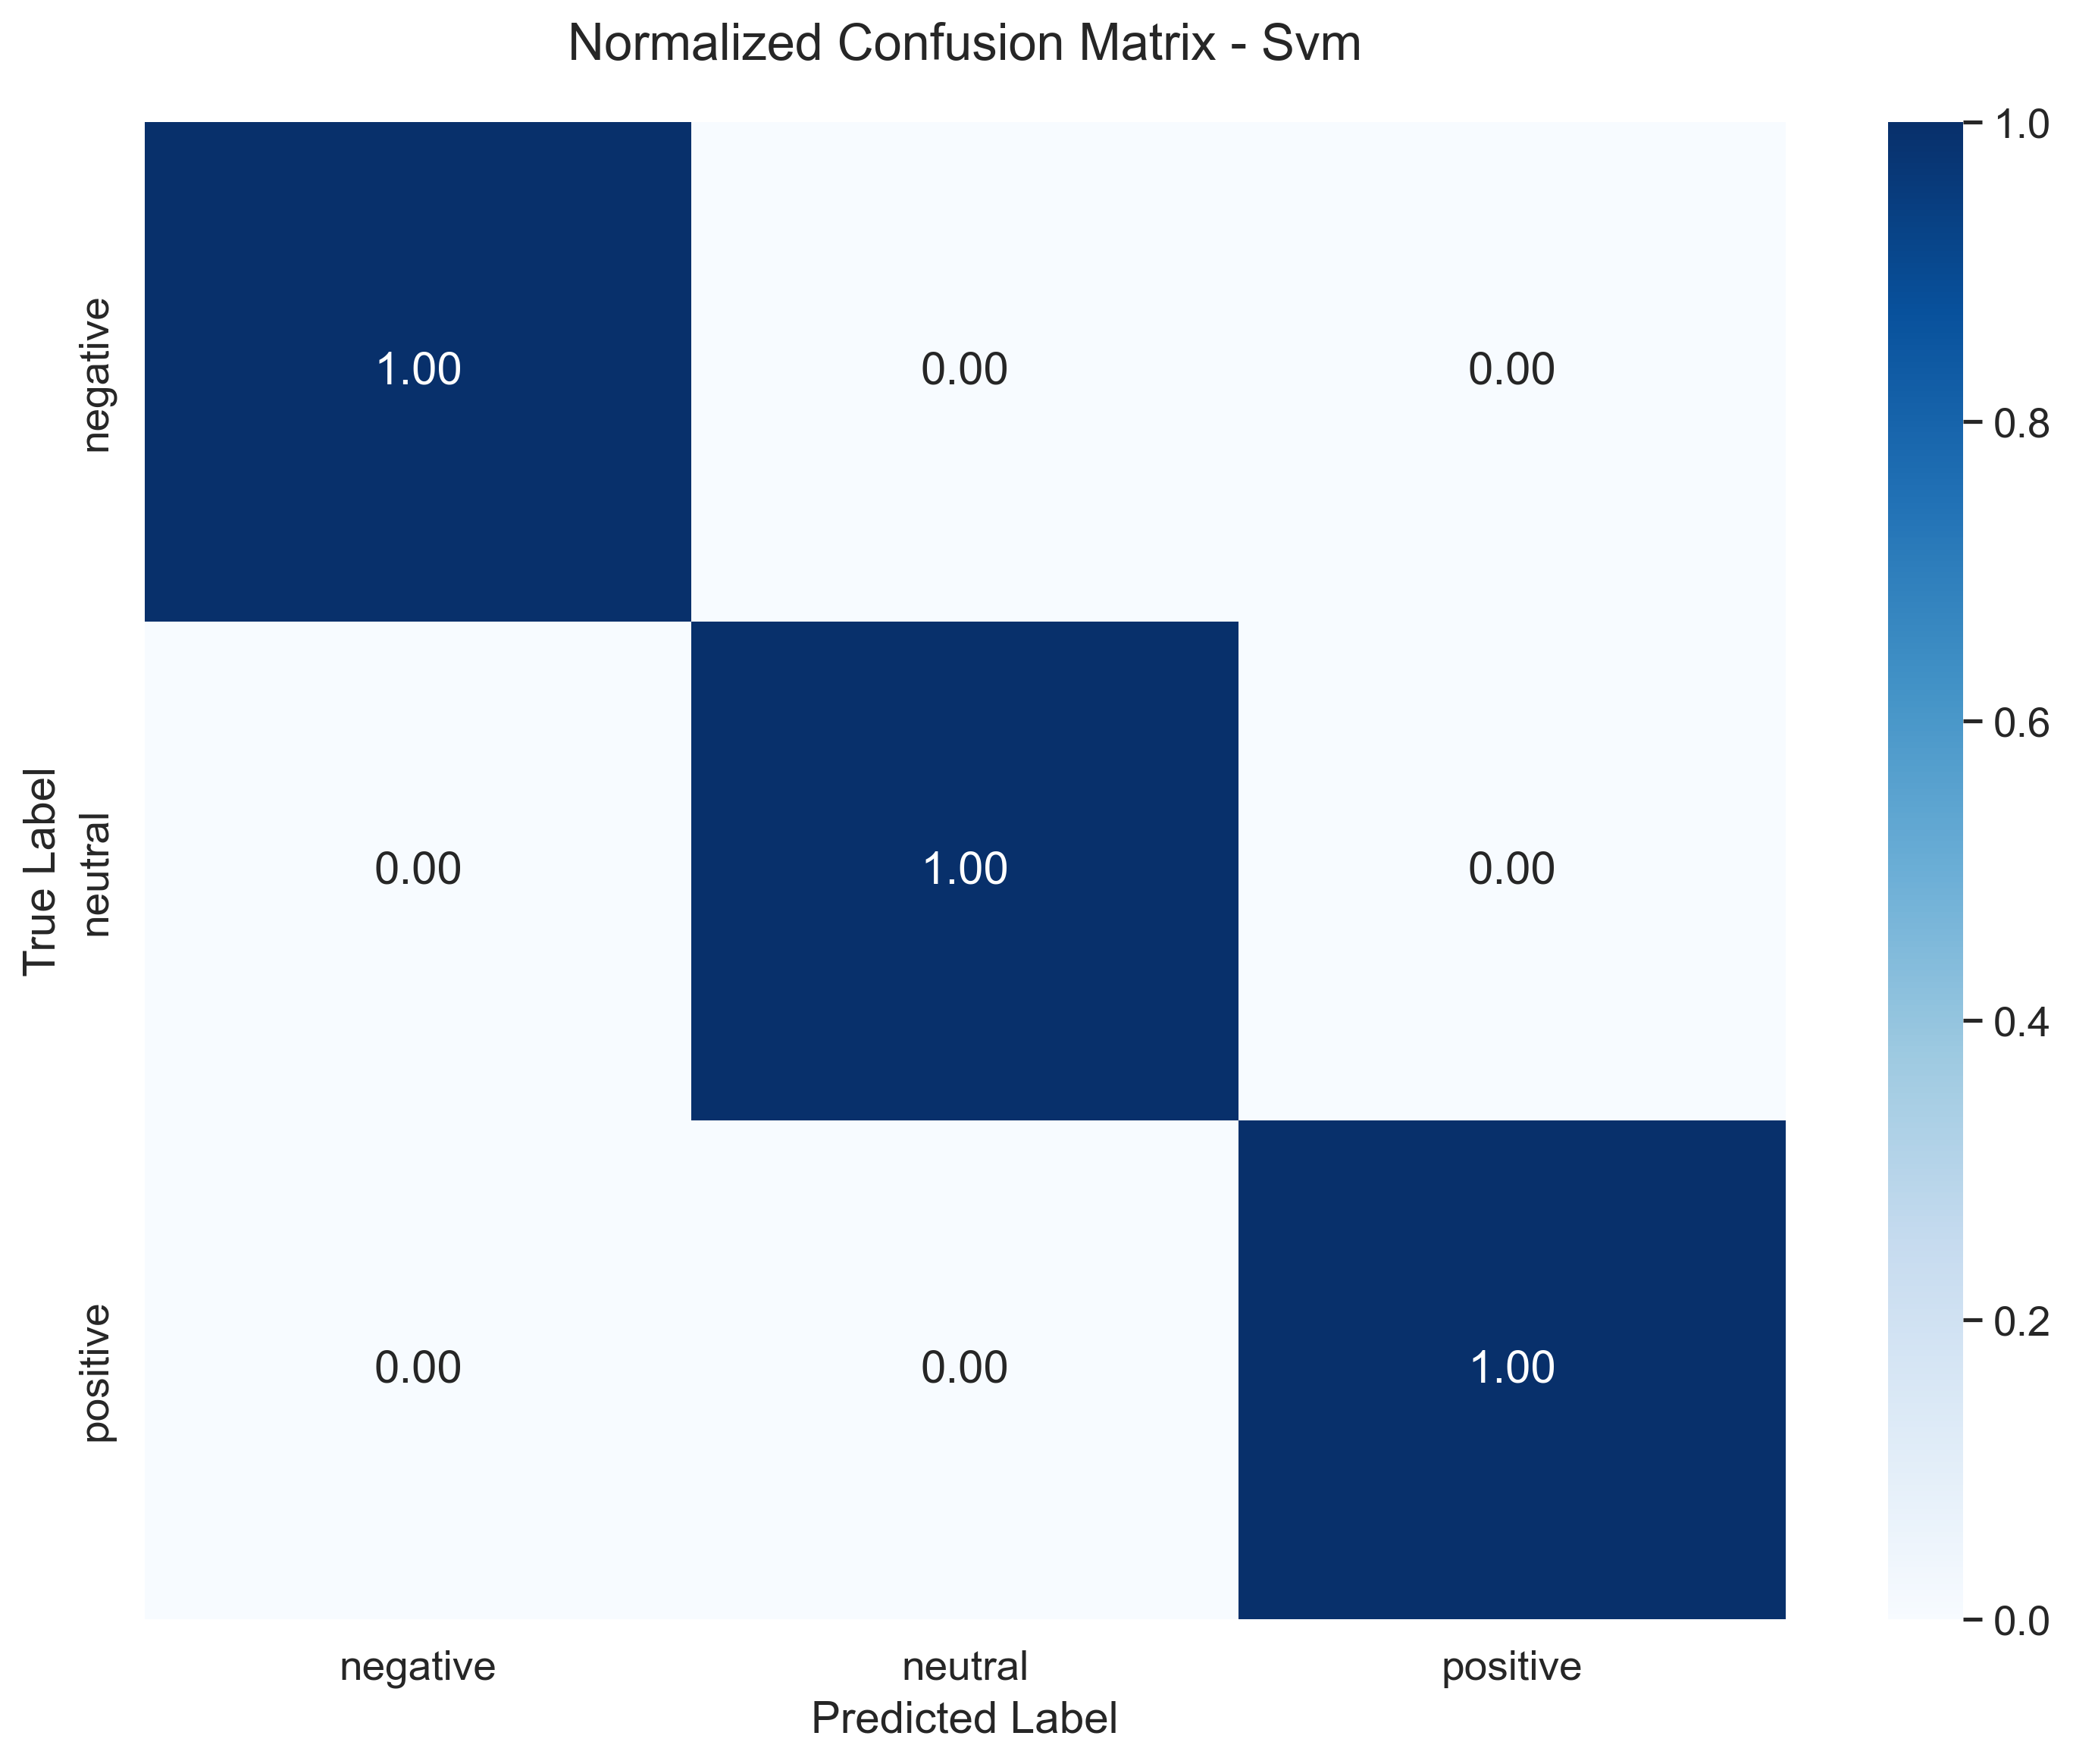 Normalized Confusion Matrix - Svm
True Label
negative
1.00 0.00 0.00
neutral
0.00 1.00 0.00
positive
0.00 0.00 1.00
negative neutral positive
Predicted Label
1.0
0.8
0.6
0.4
0.2
0.0